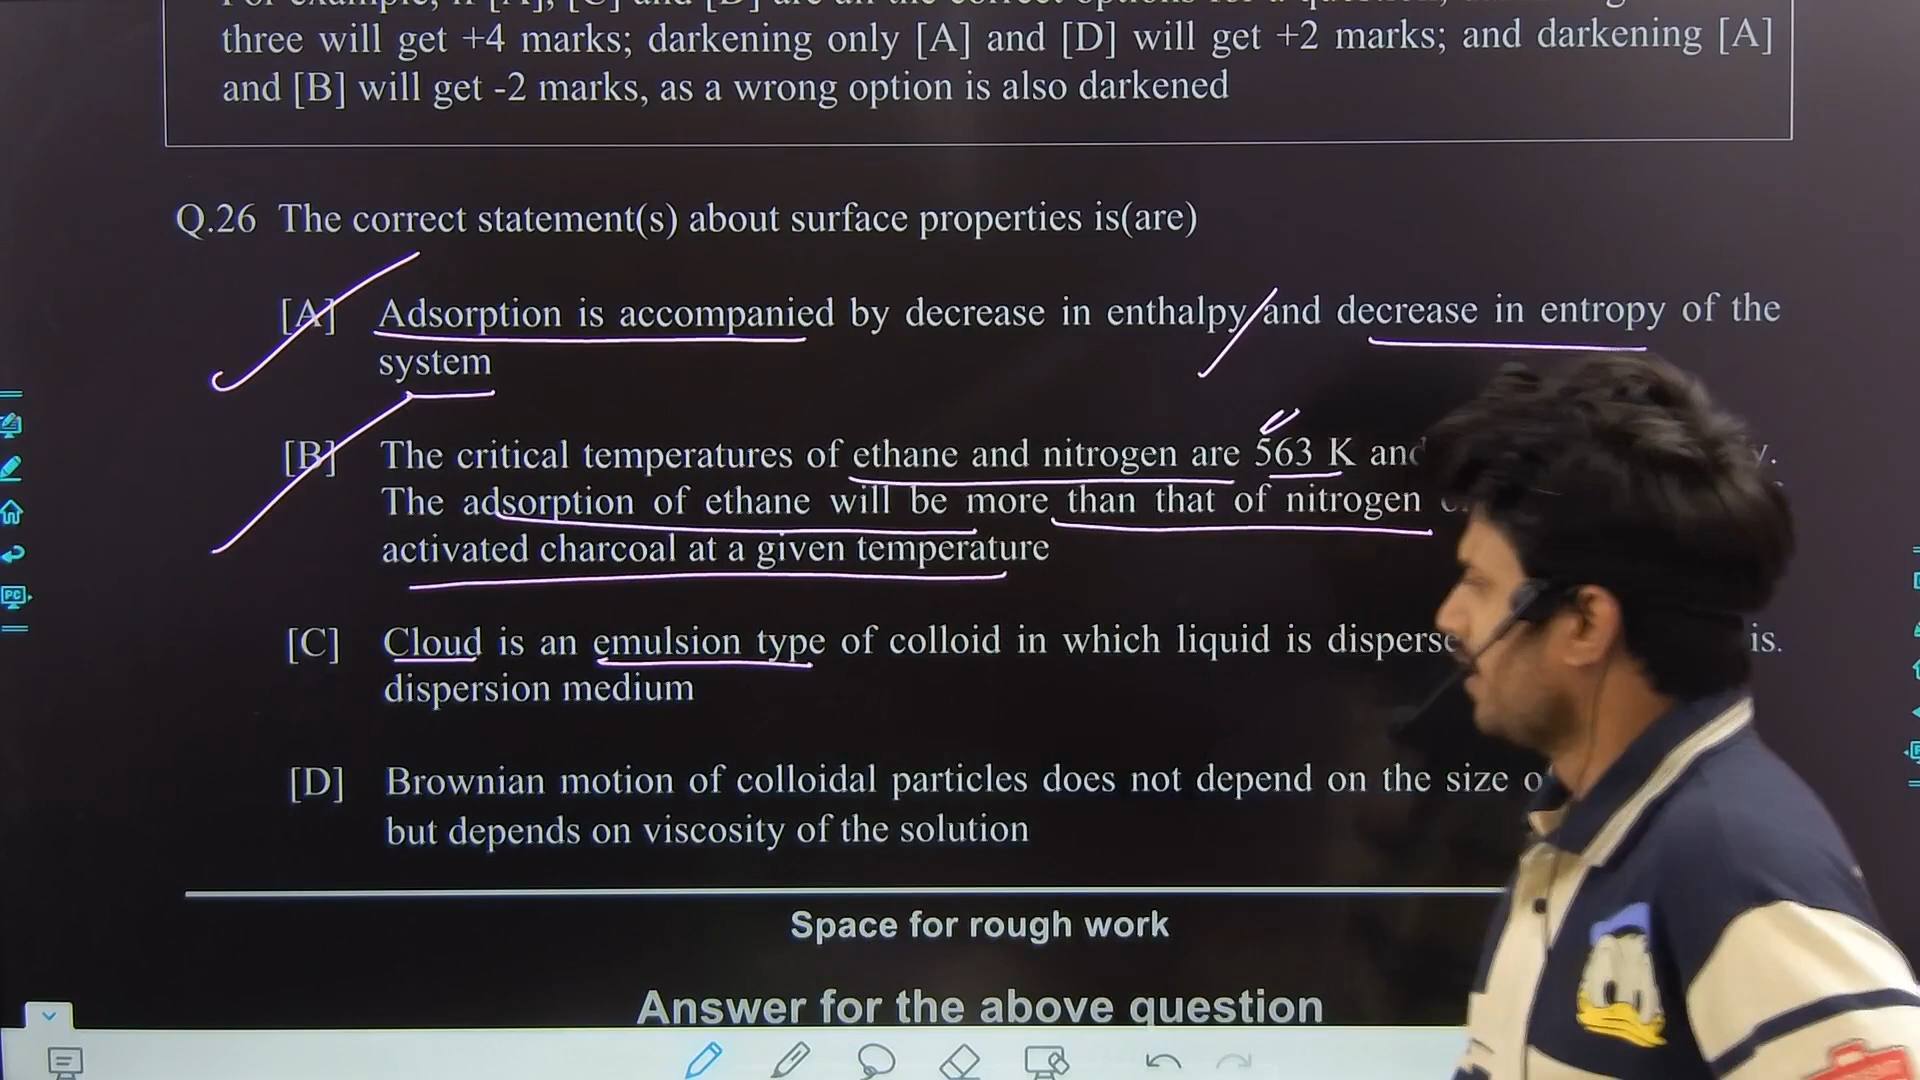 three will get +4 marks; darkening only [A] and [D] will get +2 marks; and darkening [A]
and [B] will get -2 marks, as a wrong option is also darkened
Q.26 The correct statement(s) about surface properties is(are)
[A] Adsorption is accompanied by decrease in enthalpy and decrease in entropy of the
system
[B] The critical temperatures of ethane and nitrogen are 563 K and
The adsorption of ethane will be more than that of nitrogen
activated charcoal at a given temperature
[C] Cloud is an emulsion type of colloid in which liquid is is.
dispersion medium
[D] Brownian motion of colloidal particles does not depend on the size
but depends on viscosity of the solution
Space for rough work
Answer for the above question
PC